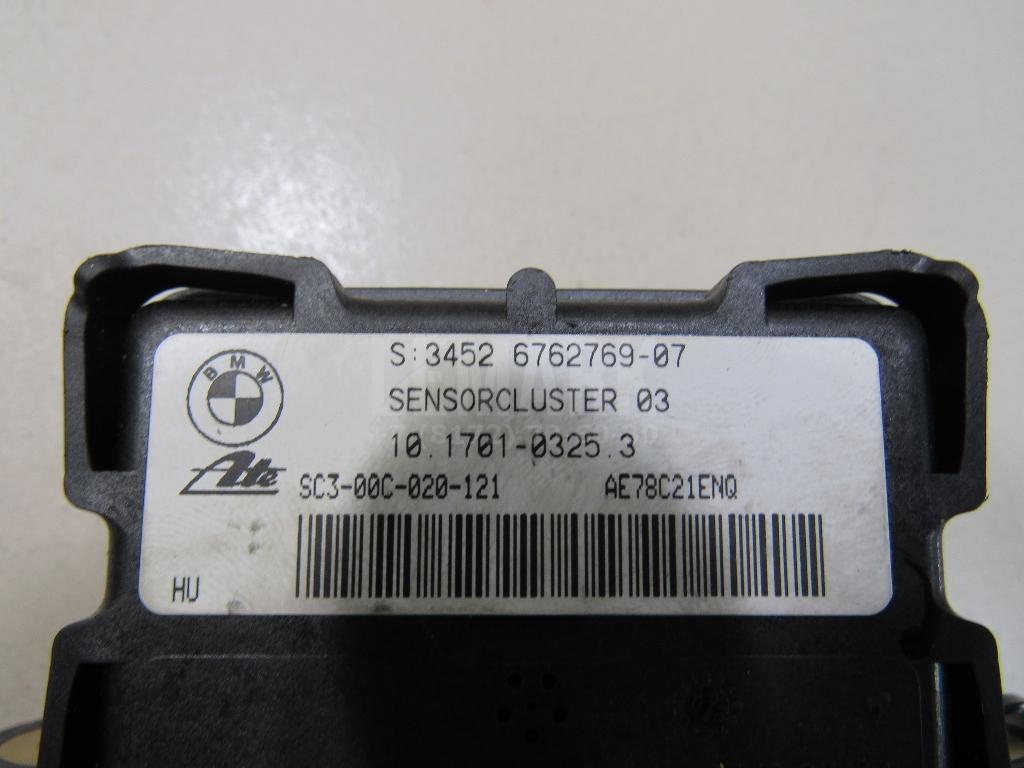 S:3452 6762769-07
BMW
SENSORCLUSTER 03
10.1701-0325.3
Ate
SC3-00C-020-121 AE78C21ENQ
HU